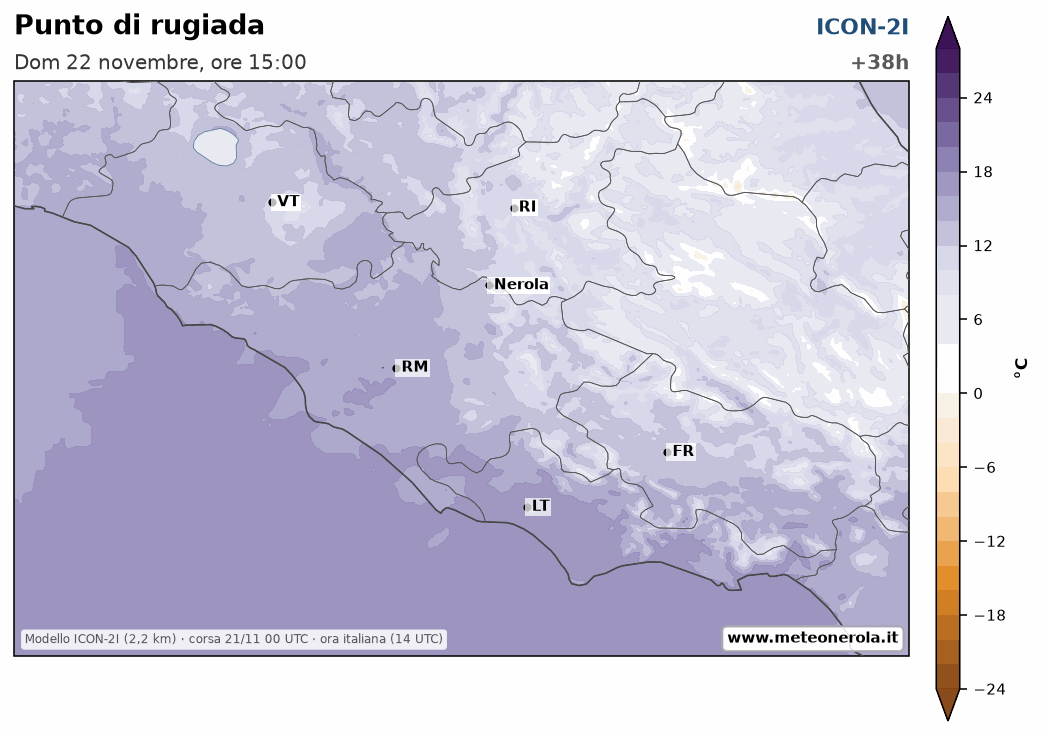 Punto di rugiada
ICON-2I
Dom 22 novembre, ore 15:00
+38h
VT
RI
Nerola
RM
FR
LT
24
18
12
6
0
−6
−12
−18
−24
°C
Modello ICON-2I (2,2 km) · corsa 21/11 00 UTC · ora italiana (14 UTC)
www.meteonerola.it